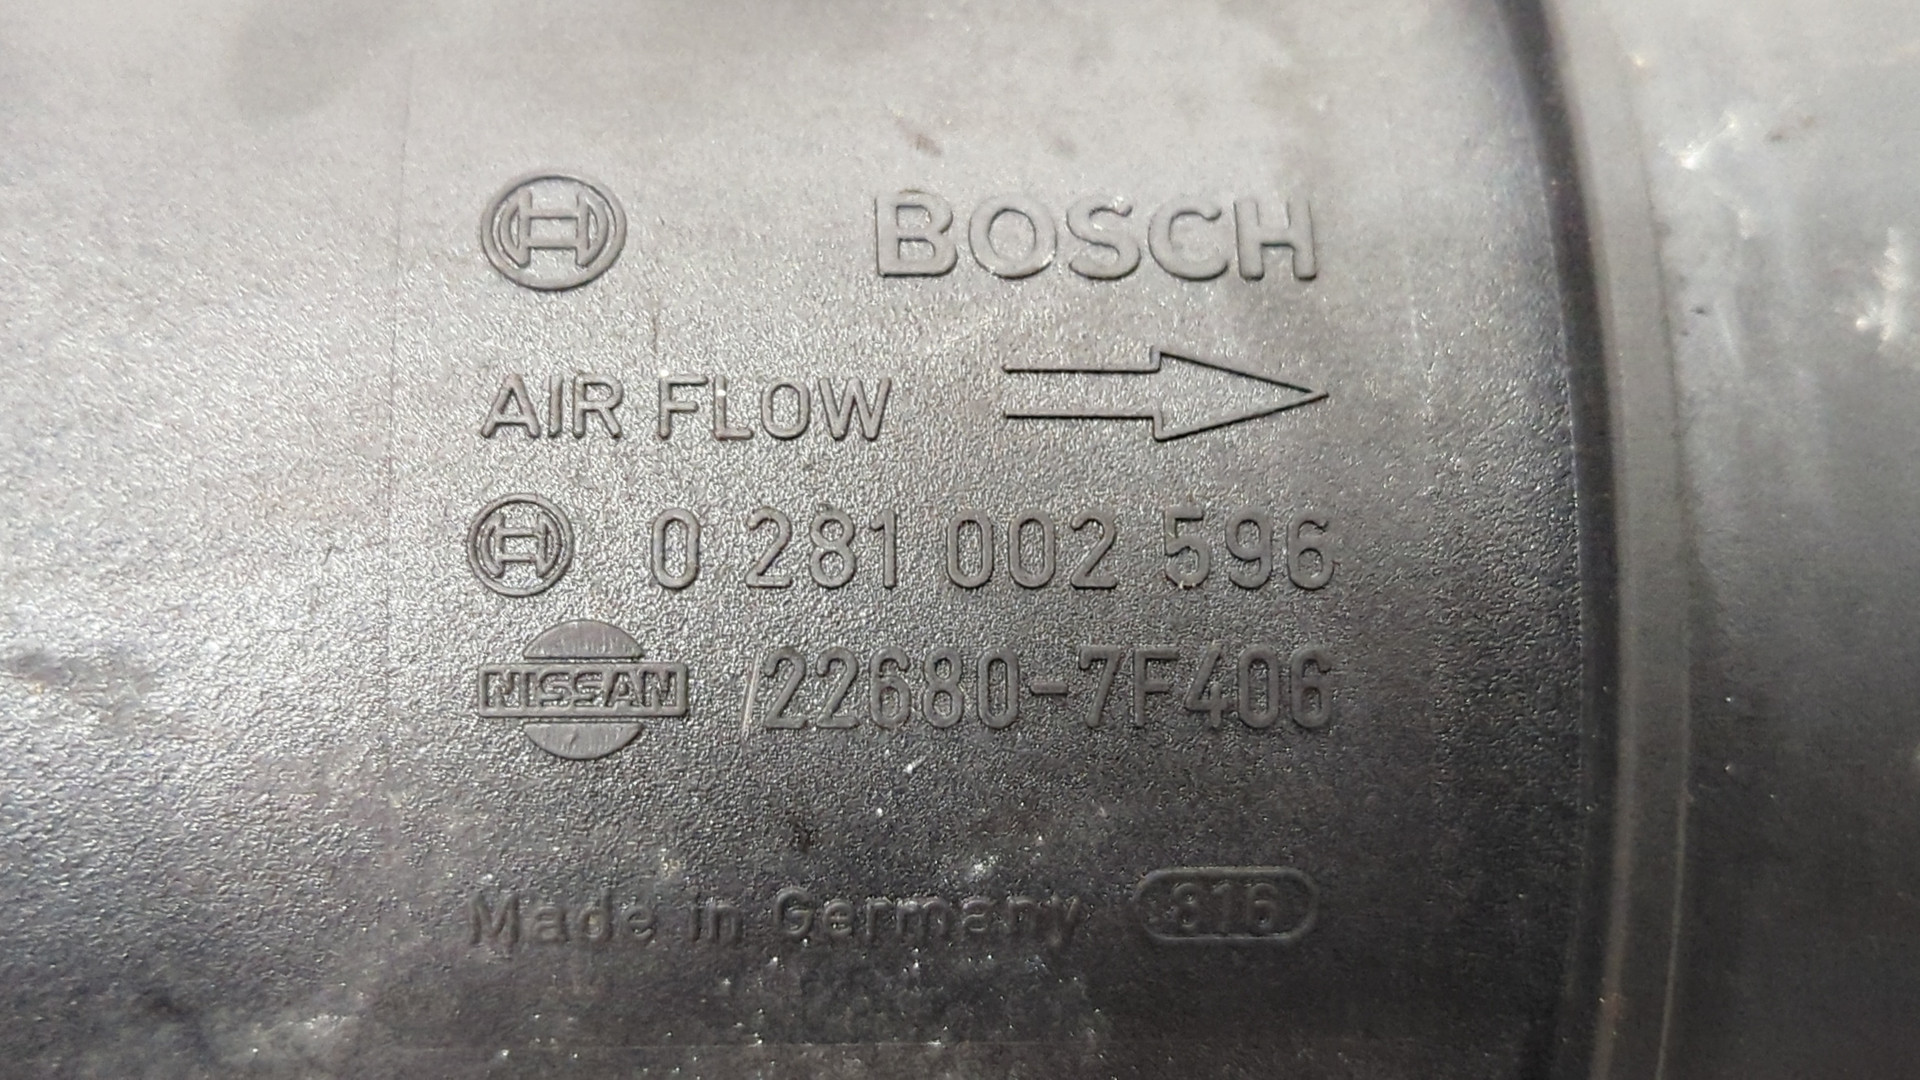 BOSCH
AIR FLOW
0 281 002 596
NISSAN 22680-7F406
Made in Germany 816